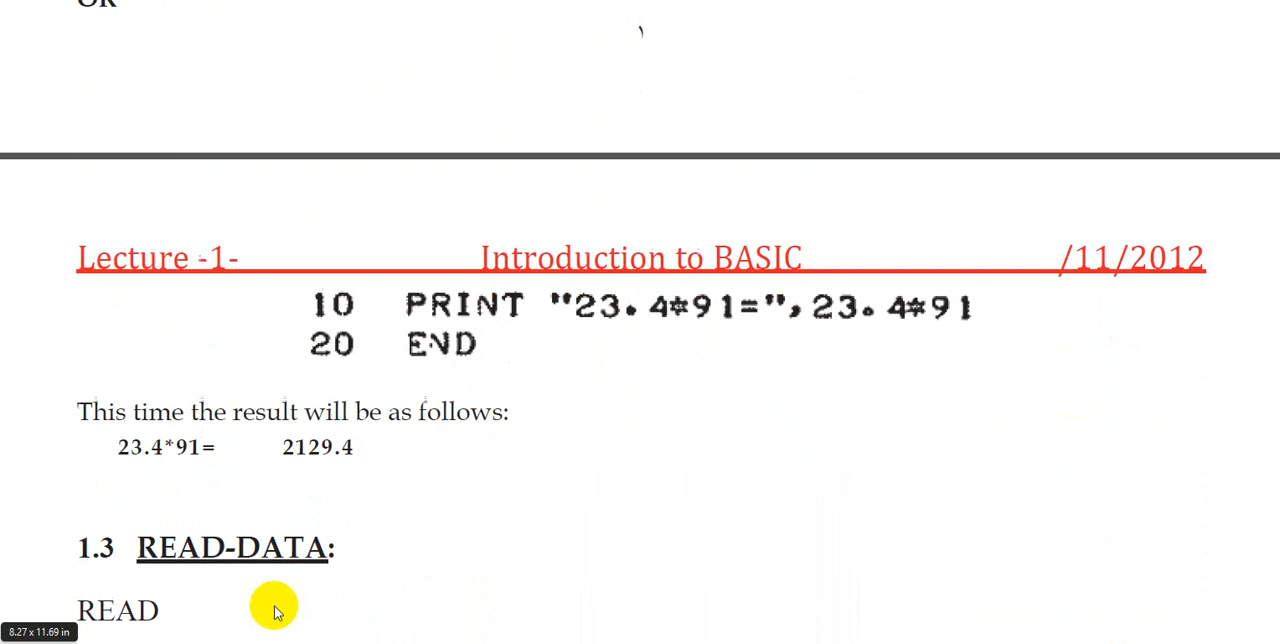 OR
١
Lecture -1- Introduction to BASIC /11/2012
10 PRINT "23.4*91=",23.4*91
20 END
This time the result will be as follows:
23.4*91= 2129.4
1.3 READ-DATA:
READ
8.27 x 11.69 in